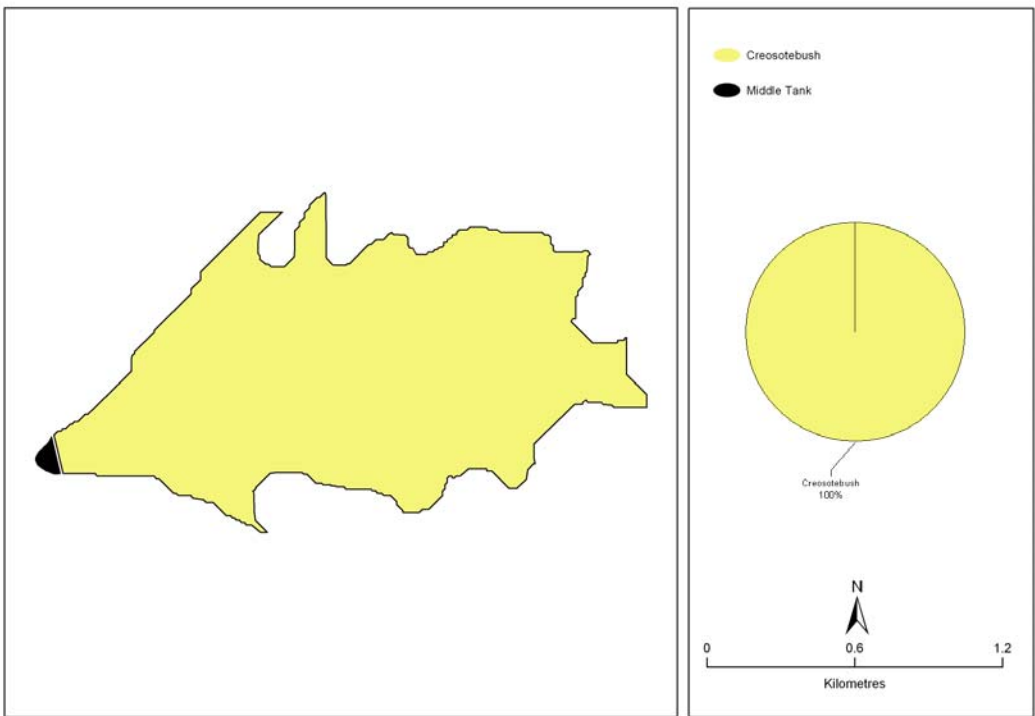 Creosotebush
Middle Tank
Creosotebush
100%
N
0 0.6 1.2
Kilometres